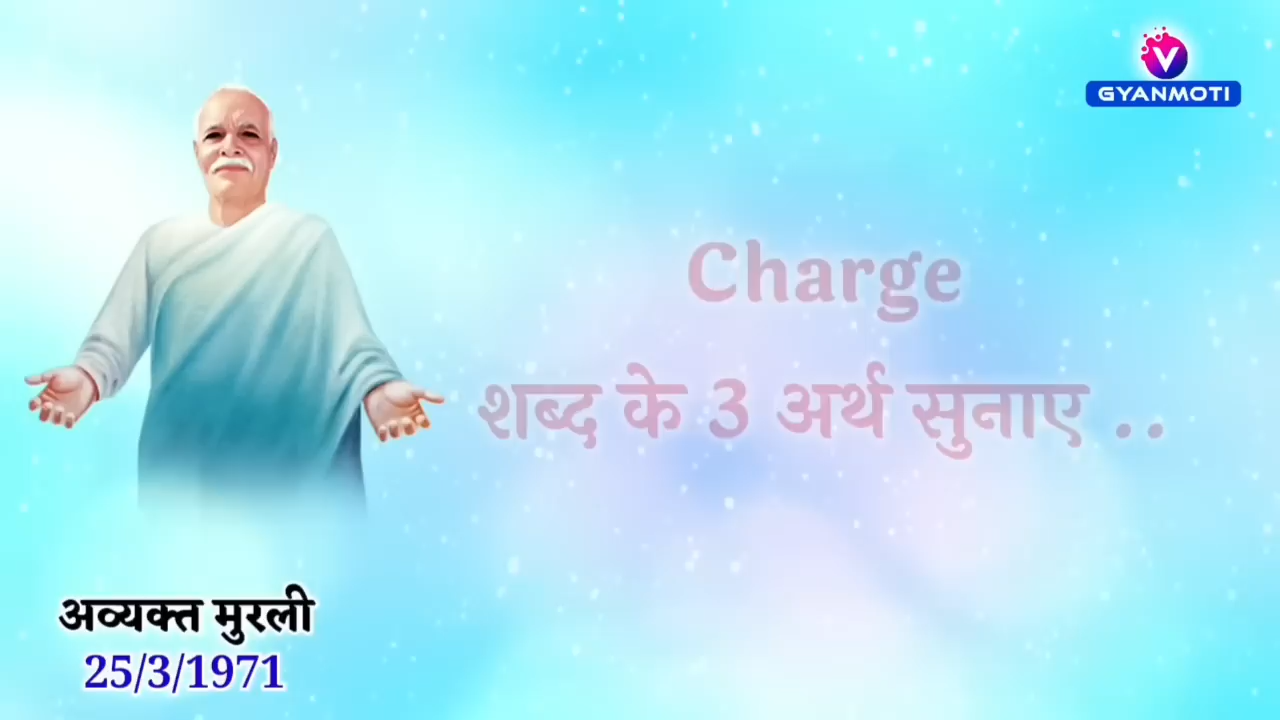 V
GYANMOTI
Charge
शब्द के 3 अर्थ सुनाए ..
अव्यक्त मुरली
25/3/1971